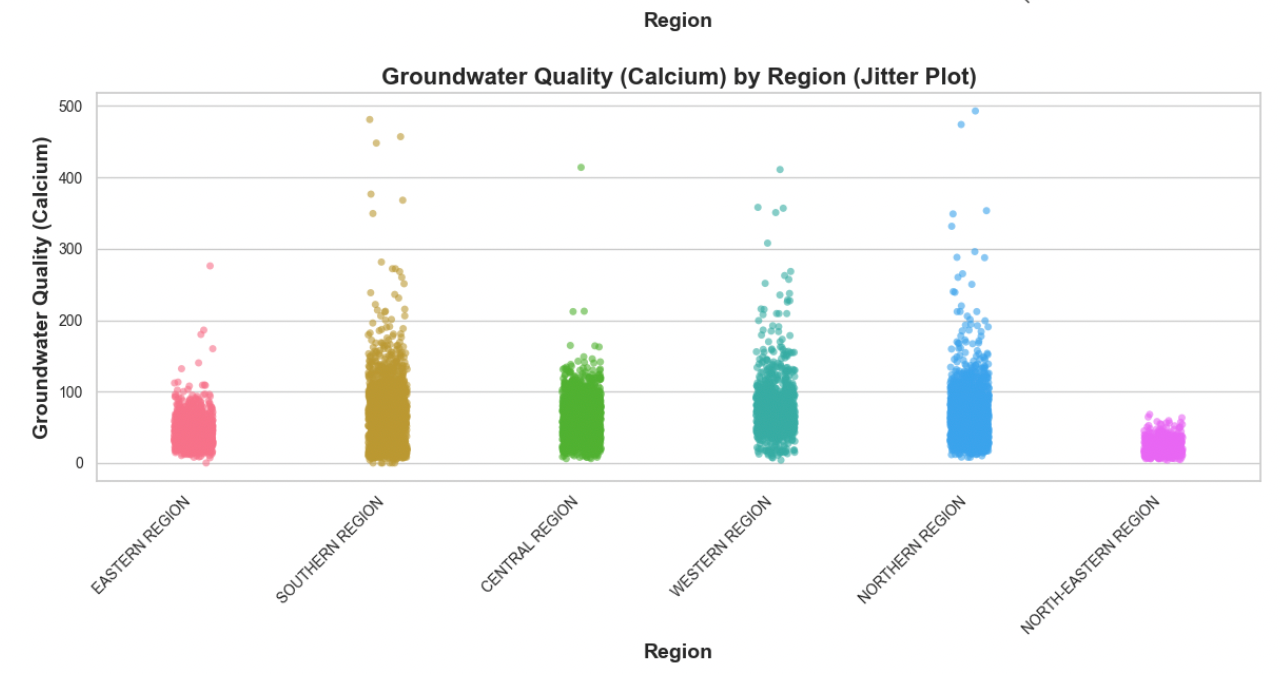 Region
Groundwater Quality (Calcium) by Region (Jitter Plot)
Groundwater Quality (Calcium)
500
400
300
200
100
0
EASTERN REGION
SOUTHERN REGION
CENTRAL REGION
WESTERN REGION
NORTHERN REGION
NORTH-EASTERN REGION
Region